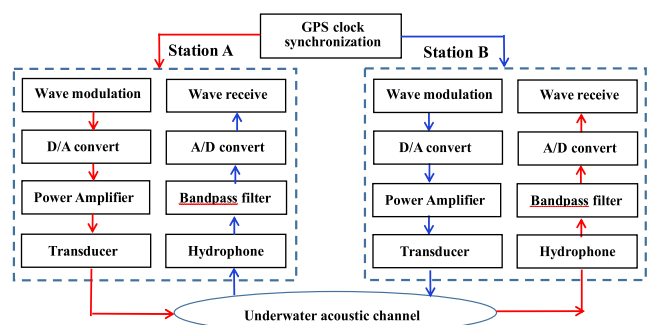 GPS clock
synchronization
Station A
Station B
Wave modulation
Wave receive
Wave modulation
Wave receive
D/A convert
A/D convert
D/A convert
A/D convert
Power Amplifier
Bandpass filter
Power Amplifier
Bandpass filter
Transducer
Hydrophone
Transducer
Hydrophone
Underwater acoustic channel